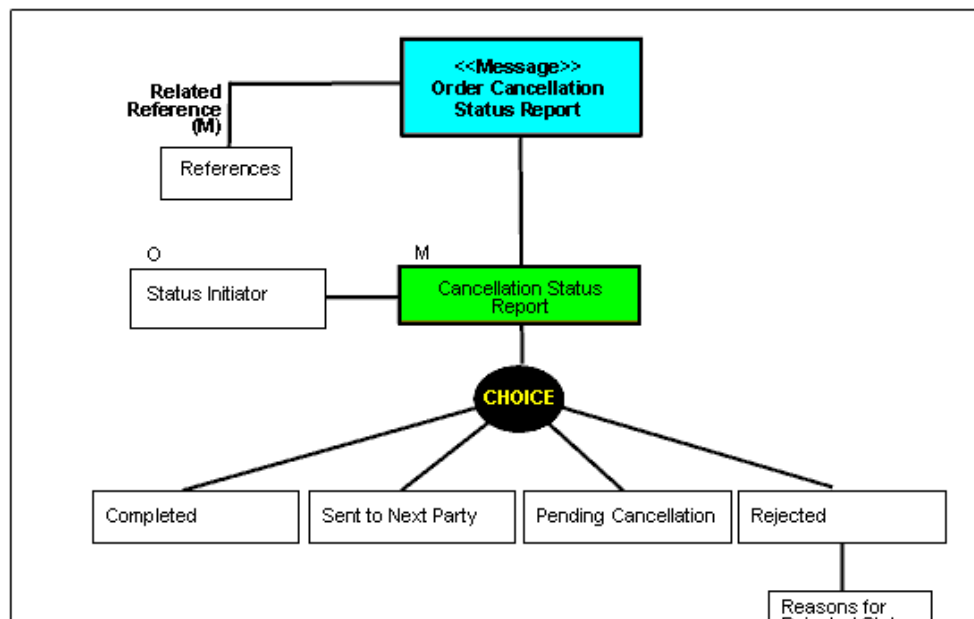 <<Message>>
Order Cancellation
Status Report
Related
Reference
(M)
References
O
M
Status Initiator
Cancellation Status
Report
CHOICE
Completed
Sent to Next Party
Pending Cancellation
Rejected
Reasons for